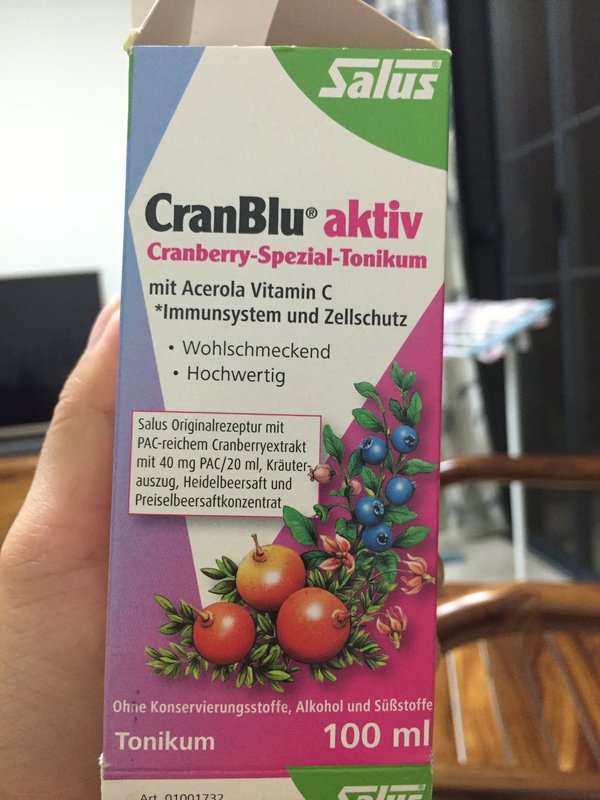 Salus®
CranBlu® aktiv
Cranberry-Spezial-Tonikum
mit Acerola Vitamin C
*Immunsystem und Zellschutz
• Wohlschmeckend
• Hochwertig
Salus Originalrezeptur mit
PAC-reichem Cranberryextrakt
mit 40 mg PAC/20 ml, Kräuter-
auszug, Heidelbeersaft und
Preiselbeersaftkonzentrat
Ohne Konservierungsstoffe, Alkohol und Süßstoffe
Tonikum 100 ml
Art. 01001732
Salus